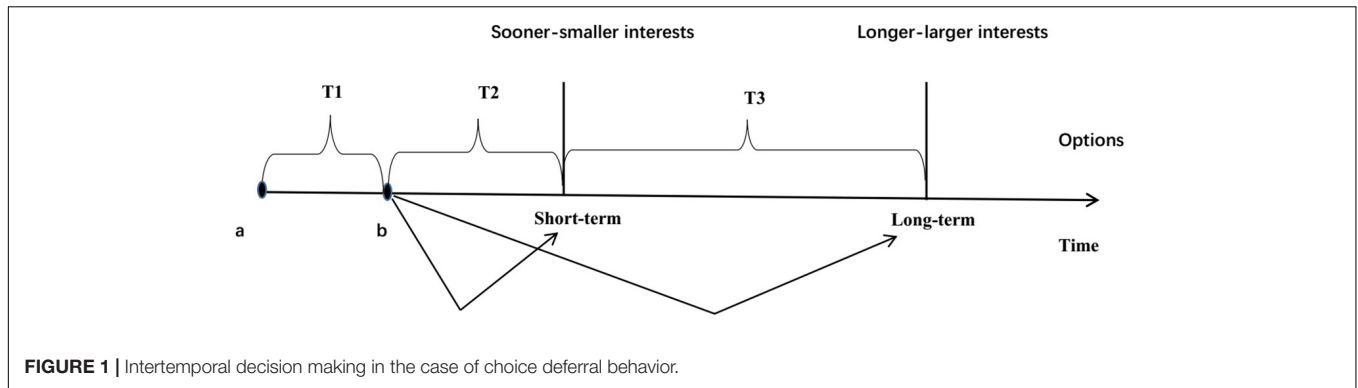 Sooner-smaller interests Longer-larger interests
T1 T2 T3
Options
a b Short-term Long-term
Time
FIGURE 1 | Intertemporal decision making in the case of choice deferral behavior.